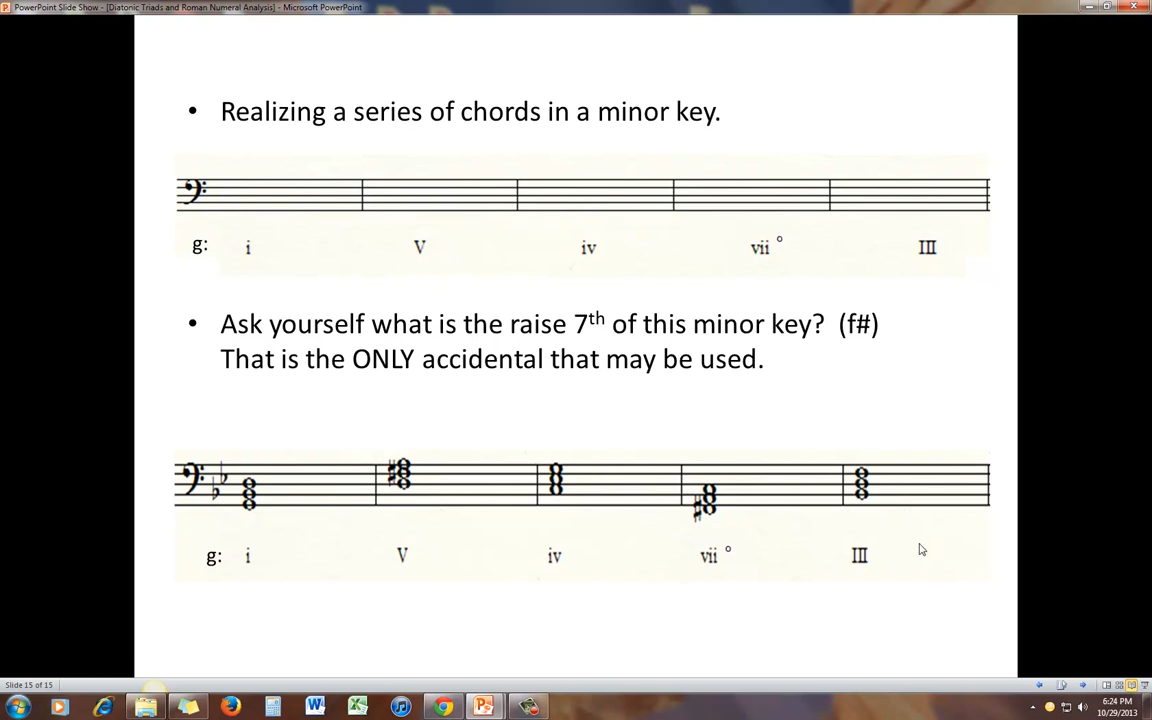 PowerPoint Slide Show - [Diatonic Triads and Roman Numeral Analysis] - Microsoft PowerPoint
• Realizing a series of chords in a minor key.
g: i V iv vii° III
• Ask yourself what is the raise 7th of this minor key? (f#)
That is the ONLY accidental that may be used.
g: i V iv vii° III
Slide 15 of 15
6:24 PM
10/29/2013